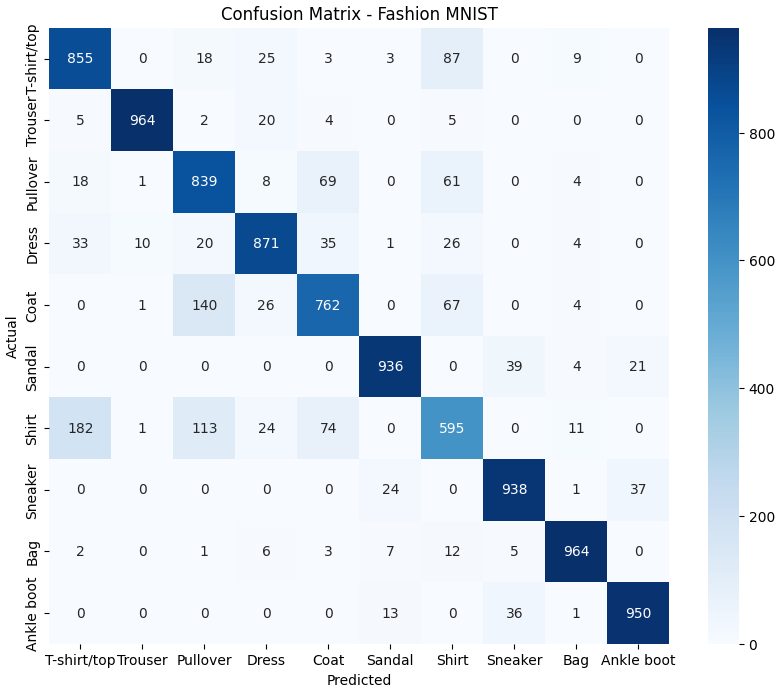 Confusion Matrix - Fashion MNIST
T-shirt/top 855 0 18 25 3 3 87 0 9 0
Trouser 5 964 2 20 4 0 5 0 0 0
Pullover 18 1 839 8 69 61 0 4 0
Dress 33 10 20 871 35 1 26 0 4 0
Coat 0 1 140 26 762 0 67 0 4 0
Sandal 0 0 0 0 0 936 0 39 4 21
Shirt 182 1 113 24 74 0 595 0 11 0
Sneaker 0 0 0 0 0 24 0 938 1 37
Bag 2 0 1 6 3 7 12 5 964 0
Ankle boot 0 0 0 0 0 13 0 36 1 950
T-shirt/top Trouser Pullover Dress Coat Sandal Shirt Sneaker Bag Ankle boot
Predicted
Actual
800
600
400
200
0